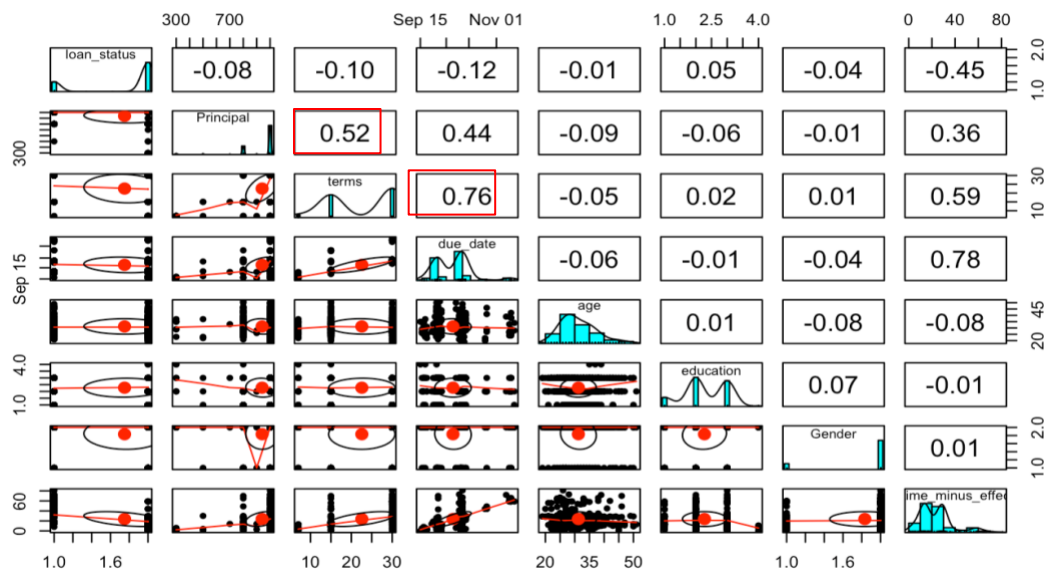 300 700 Sep 15 Nov 01 1.0 2.5 4.0 0 40 80
loan_status -0.08 -0.10 -0.12 -0.01 0.05 -0.04 -0.45 1.0 2.0
300 Principal 0.52 0.44 -0.09 -0.06 -0.01 0.36
terms 0.76 -0.05 0.02 0.01 0.59 10 30
Sep 15 due_date -0.06 -0.01 -0.04 0.78
age 0.01 -0.08 -0.08 20 45
1.0 4.0 education 0.07 -0.01
Gender 0.01 1.0 2.0
0 60 ime_minus_effe
1.0 1.6 10 20 30 20 35 50 1.0 1.6